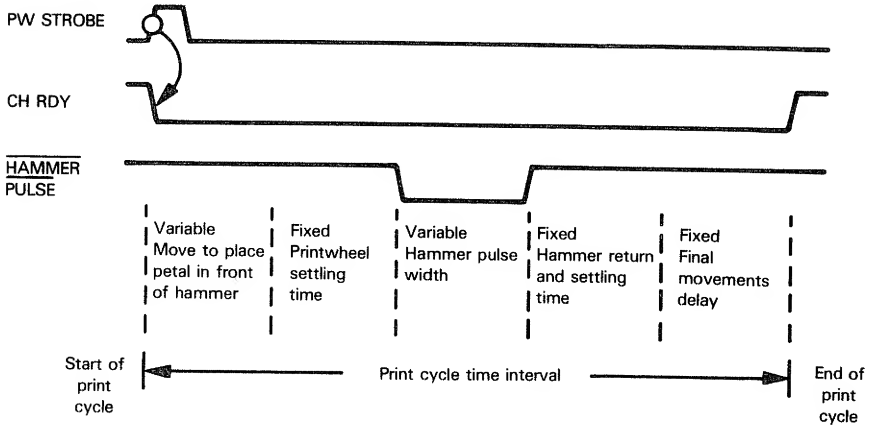 PW STROBE
CH RDY
HAMMER
PULSE
Variable
Move to place
petal in front
of hammer
Fixed
Printwheel
settling
time
Variable
Hammer pulse
width
Fixed
Hammer return
and settling
time
Fixed
Final
movements
delay
Start of
print
cycle
Print cycle time interval
End of
print
cycle